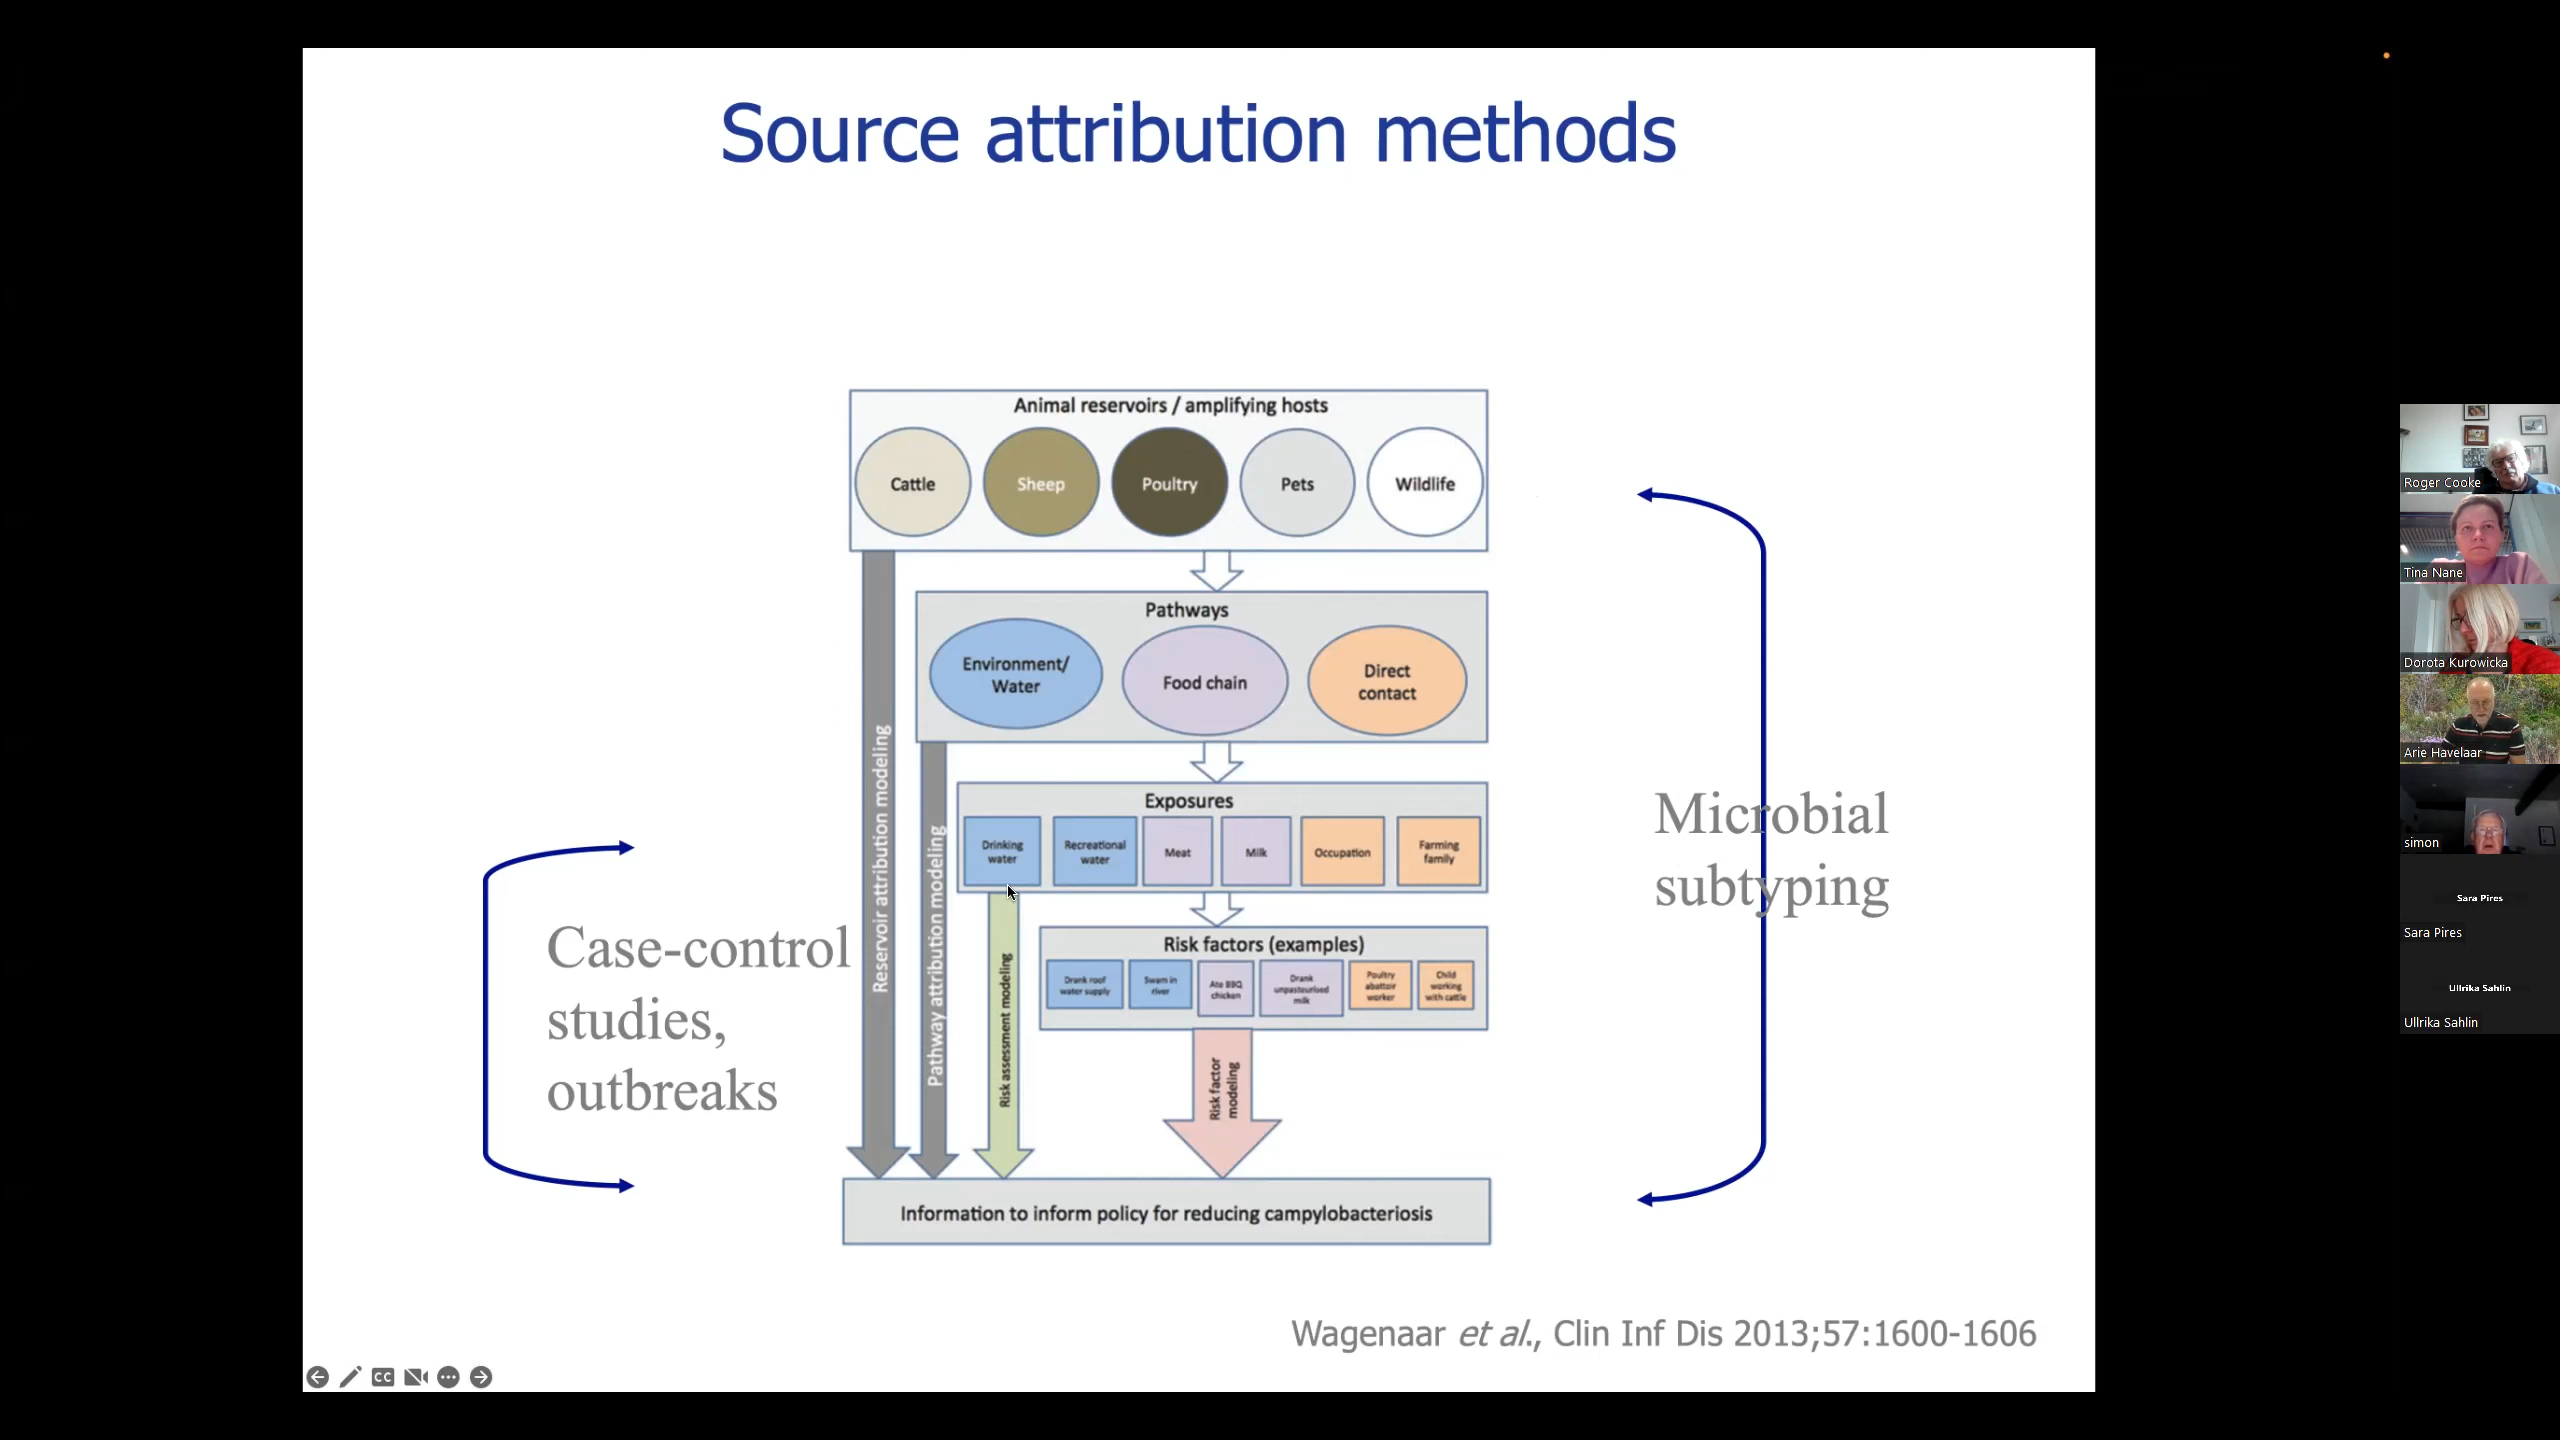 Source attribution methods
Animal reservoirs / amplifying hosts
Cattle
Sheep
Poultry
Pets
Wildlife
Pathways
Environment/
Water
Food chain
Direct
contact
Exposures
Drinking
water
Recreational
water
Meat
Milk
Occupation
Farming
family
Risk factors (examples)
Drank roof
water supply
Swam in
river
Ate BBQ
chicken
Drank
unpasteurised
milk
Poultry
abattoir
worker
Child
working
with cattle
Reservoir attribution modeling
Pathway attribution modeling
Risk assessment modeling
Risk factor
modeling
Information to inform policy for reducing campylobacteriosis
Case-control
studies,
outbreaks
Microbial
subtyping
Wagenaar et al., Clin Inf Dis 2013;57:1600-1606
CC
Roger Cooke
Tina Nane
Dorota Kurowicka
Arie Havelaar
simon
Sara Pires
Sara Pires
Ullrika Sahlin
Ullrika Sahlin